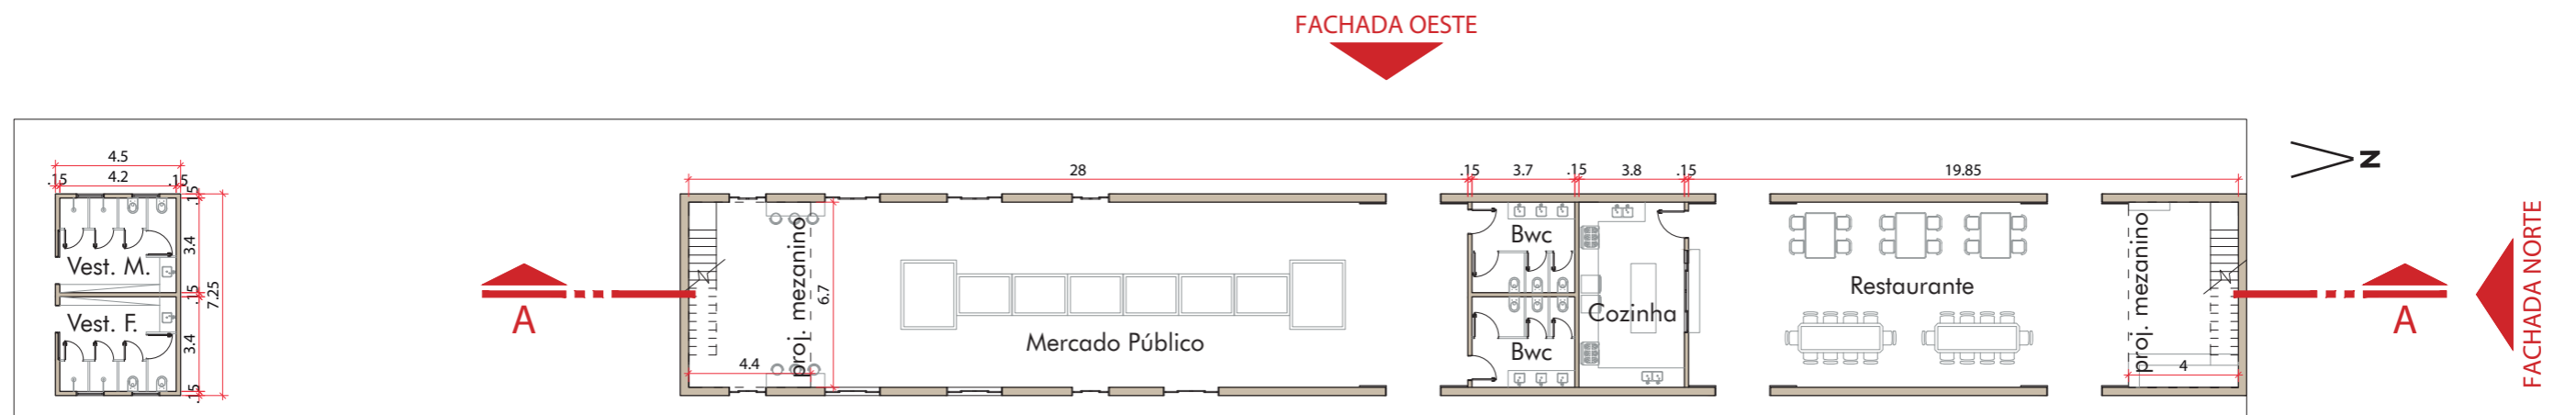 FACHADA OESTE
4.5
.15
4.2
.15
28
.15
3.7
.15
3.8
.15
19.85
N
.15
3.4
.15
7.25
3.4
.15
Vest. M.
Vest. F.
A
proj. mezanino
6.7
4.4
Mercado Público
Bwc
Bwc
Cozinha
Restaurante
proj. mezanino
4
A
FACHADA NORTE